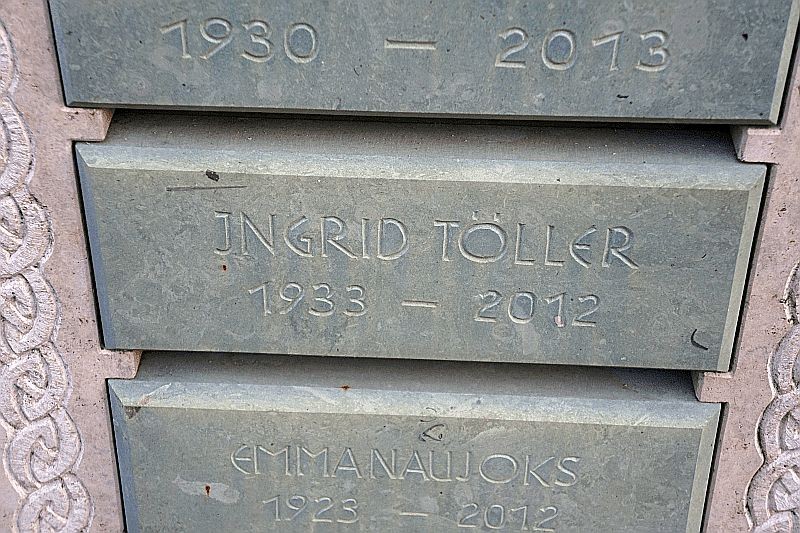 1930 – 2013
INGRID TÖLLER
1933 – 2012
EMMA NAUJOKS
1923 – 2012